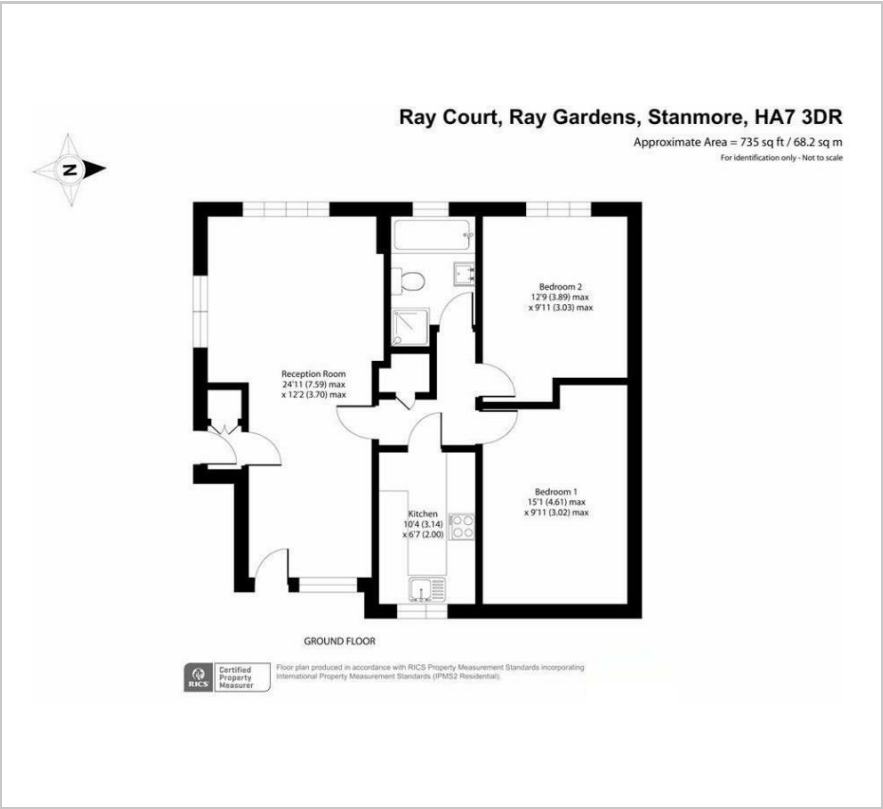 Ray Court, Ray Gardens, Stanmore, HA7 3DR
Approximate Area = 735 sq ft / 68.2 sq m
For identification only - Not to scale
N
Bedroom 2
12'9 (3.89) max
x 9'11 (3.03) max
Reception Room
24'11 (7.59) max
x 12'2 (3.70) max
Bedroom 1
15'1 (4.61) max
x 9'11 (3.02) max
Kitchen
10'4 (3.14)
x 6'7 (2.00)
GROUND FLOOR
RICS
Certified
Property
Measurer
Floor plan produced in accordance with RICS Property Measurement Standards incorporating
International Property Measurement Standards (IPMS2 Residential).